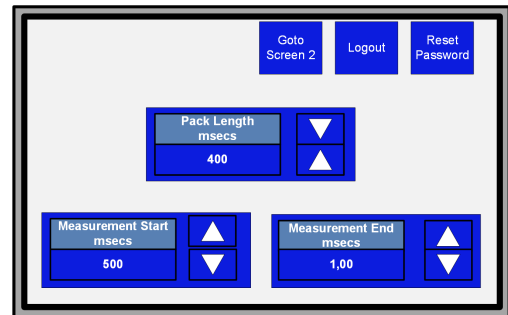 Goto
Screen 2
Logout
Reset
Password
Pack Length
msecs
400
Measurement Start
msecs
500
Measurement End
msecs
1,00